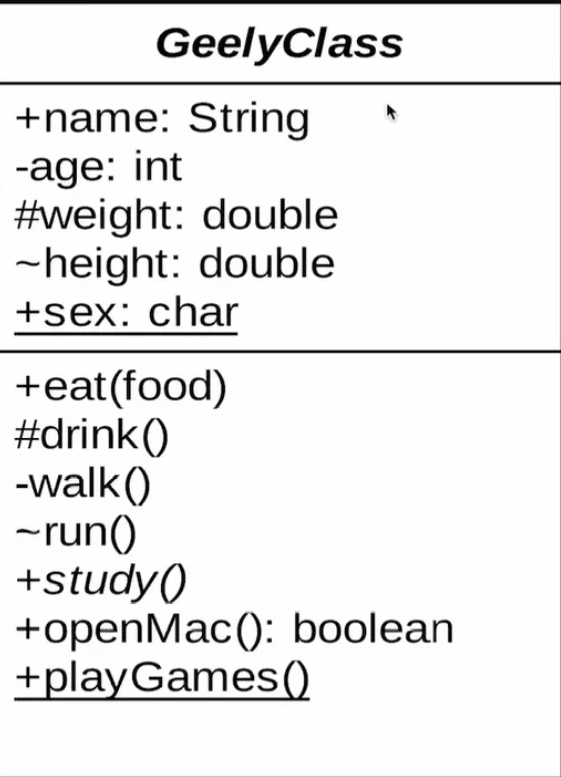 GeelyClass
+name: String
-age: int
#weight: double
~height: double
+sex: char
+eat(food)
#drink()
-walk()
~run()
+study()
+openMac(): boolean
+playGames()